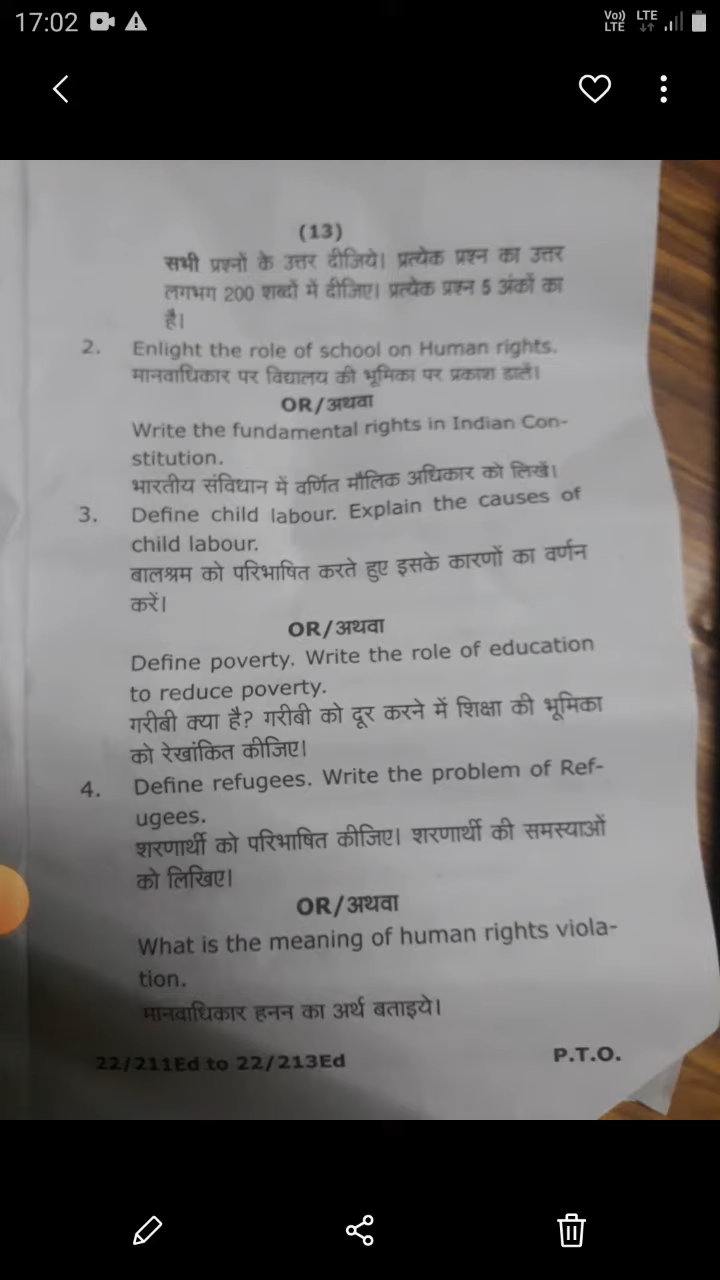 17:02
Vo)) LTE LTE
(13)
सभी प्रश्नों के उत्तर दीजिये। प्रत्येक प्रश्न का उत्तर
लगभग 200 शब्दों में दीजिए। प्रत्येक प्रश्न 5 अंकों का
है।
2. Enlight the role of school on Human rights.
मानवाधिकार पर विद्यालय की भूमिका पर प्रकाश डालें।
OR/अथवा
Write the fundamental rights in Indian Con-
stitution.
भारतीय संविधान में वर्णित मौलिक अधिकार को लिखें।
3. Define child labour. Explain the causes of
child labour.
बालश्रम को परिभाषित करते हुए इसके कारणों का वर्णन
करें।
OR/अथवा
Define poverty. Write the role of education
to reduce poverty.
गरीबी क्या है? गरीबी को दूर करने में शिक्षा की भूमिका
को रेखांकित कीजिए।
4. Define refugees. Write the problem of Ref-
ugees.
शरणार्थी को परिभाषित कीजिए। शरणार्थी की समस्याओं
को लिखिए।
OR/अथवा
What is the meaning of human rights viola-
tion.
मानवाधिकार हनन का अर्थ बताइये।
22/211Ed to 22/213Ed P.T.O.